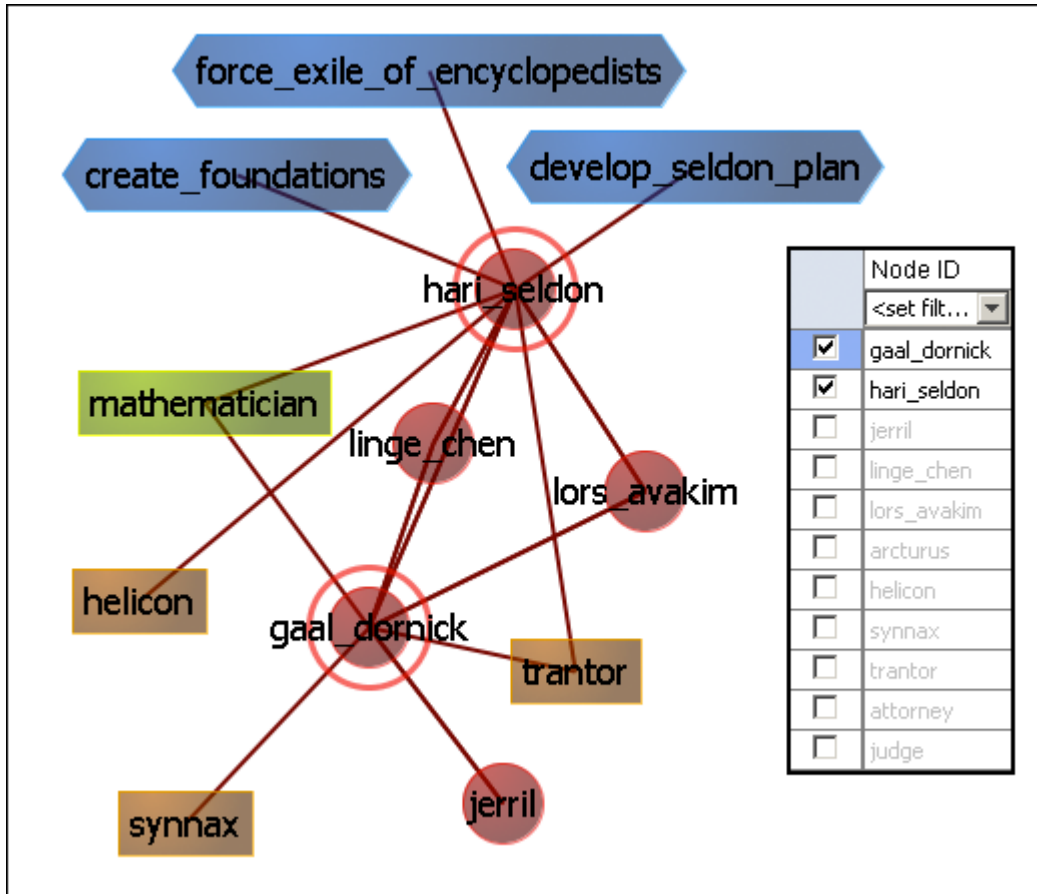 force_exile_of_encyclopedists
create_foundations
develop_seldon_plan
hari_seldon
mathematician
linge_chen
lors_avakim
helicon
gaal_dornick
trantor
synnax
jerril
Node ID
<set filt...
gaal_dornick
hari_seldon
jerril
linge_chen
lors_avakim
arcturus
helicon
synnax
trantor
attorney
judge